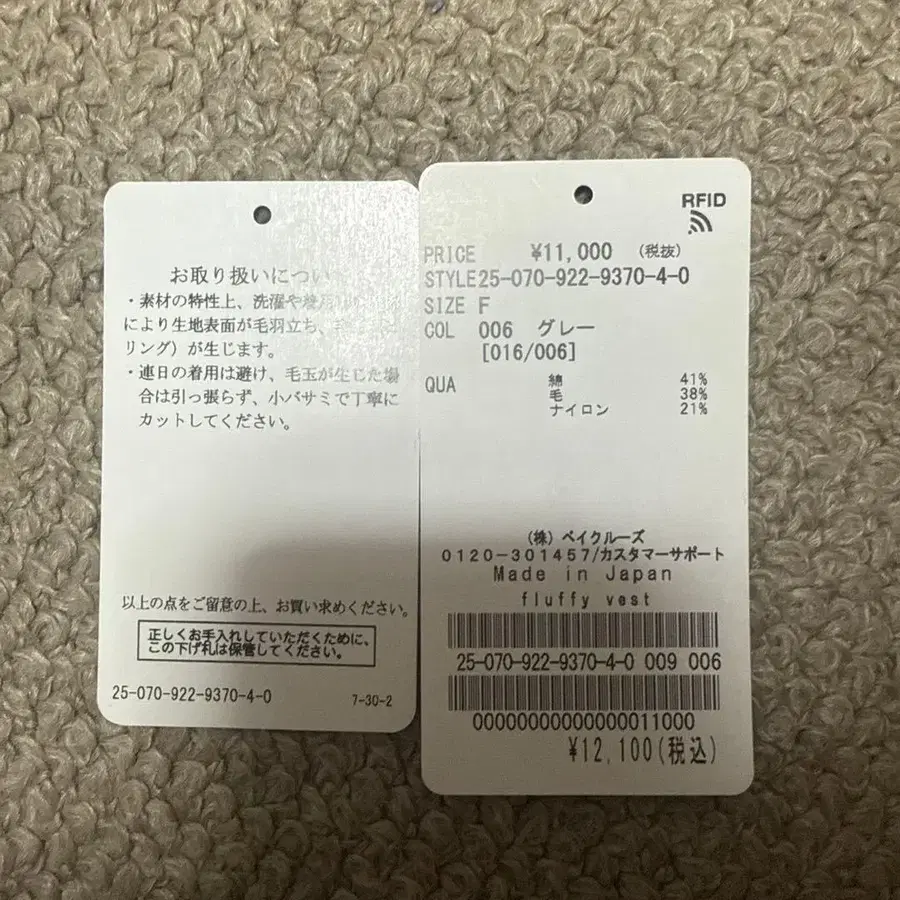 お取り扱いについ
・素材の特性上、洗濯や
により生地表面が毛羽立ち、
リング）が生じます。
・連日の着用は避け、毛玉が生じた場
合は引っ張らず、小バサミで丁寧に
カットしてください。
以上の点をご留意の上、お買い求めください。
正しくお手入れしていただくために、
この下げ札は保管してください。
25-070-922-9370-4-0 7-30-2
RFID
PRICE ¥11,000 (税抜)
STYLE25-070-922-9370-4-0
SIZE F
COL 006 グレー
[016/006]
QUA 綿 41%
毛 38%
ナイロン 21%
(株) ベイクルーズ
0120-301457/カスタマーサポート
Made in Japan
fluffy vest
25-070-922-9370-4-0 009 006
00000000000000011000
¥12,100(税込)